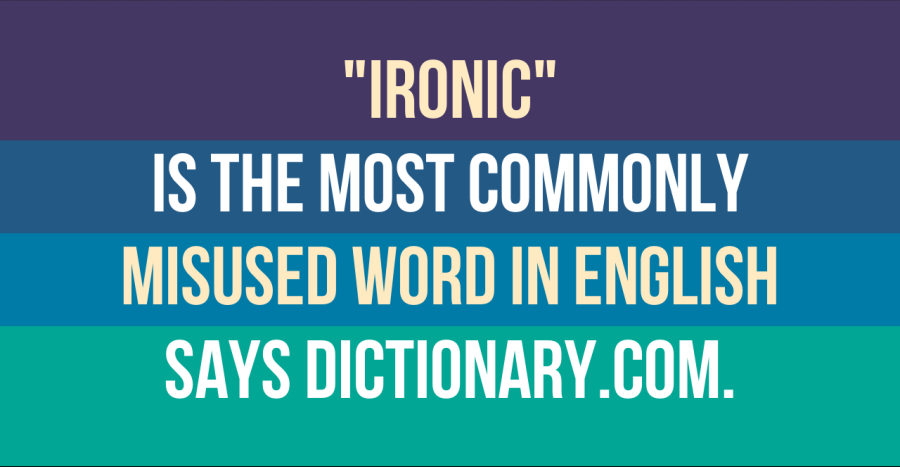 "IRONIC"
IS THE MOST COMMONLY
MISUSED WORD IN ENGLISH
SAYS DICTIONARY.COM.